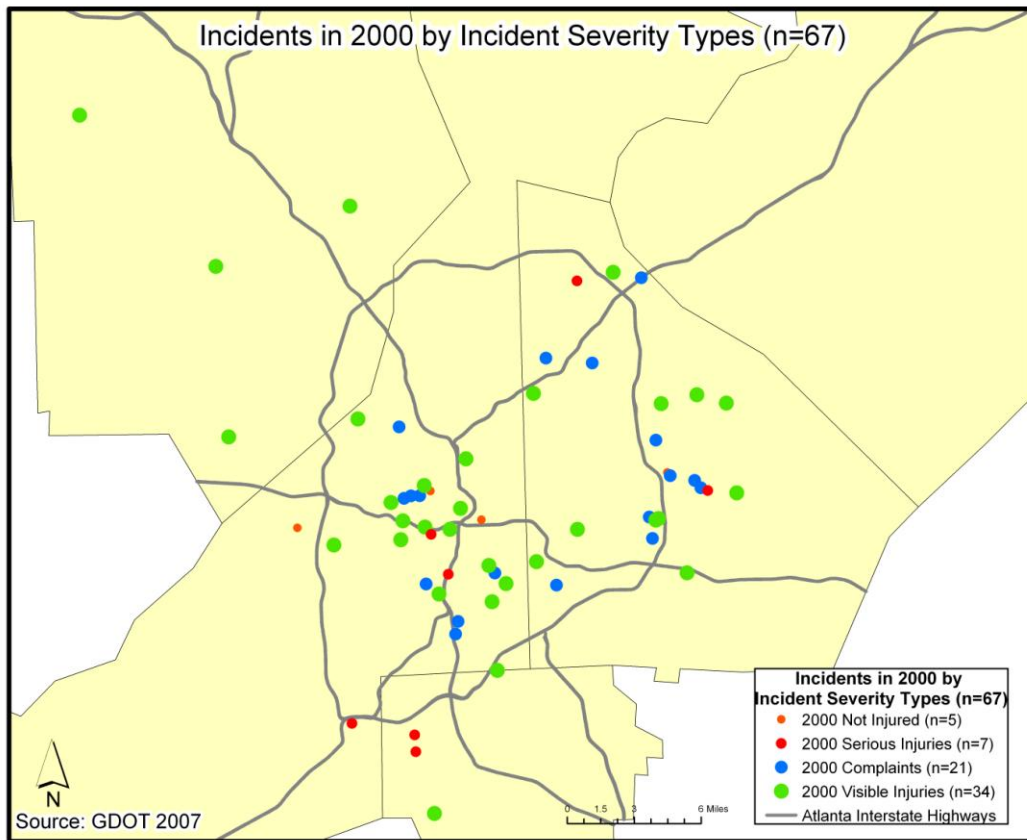 Incidents in 2000 by Incident Severity Types (n=67)
Incidents in 2000 by
Incident Severity Types (n=67)
2000 Not Injured (n=5)
2000 Serious Injuries (n=7)
2000 Complaints (n=21)
2000 Visible Injuries (n=34)
Atlanta Interstate Highways
N
0 1.5 3 6 Miles
Source: GDOT 2007